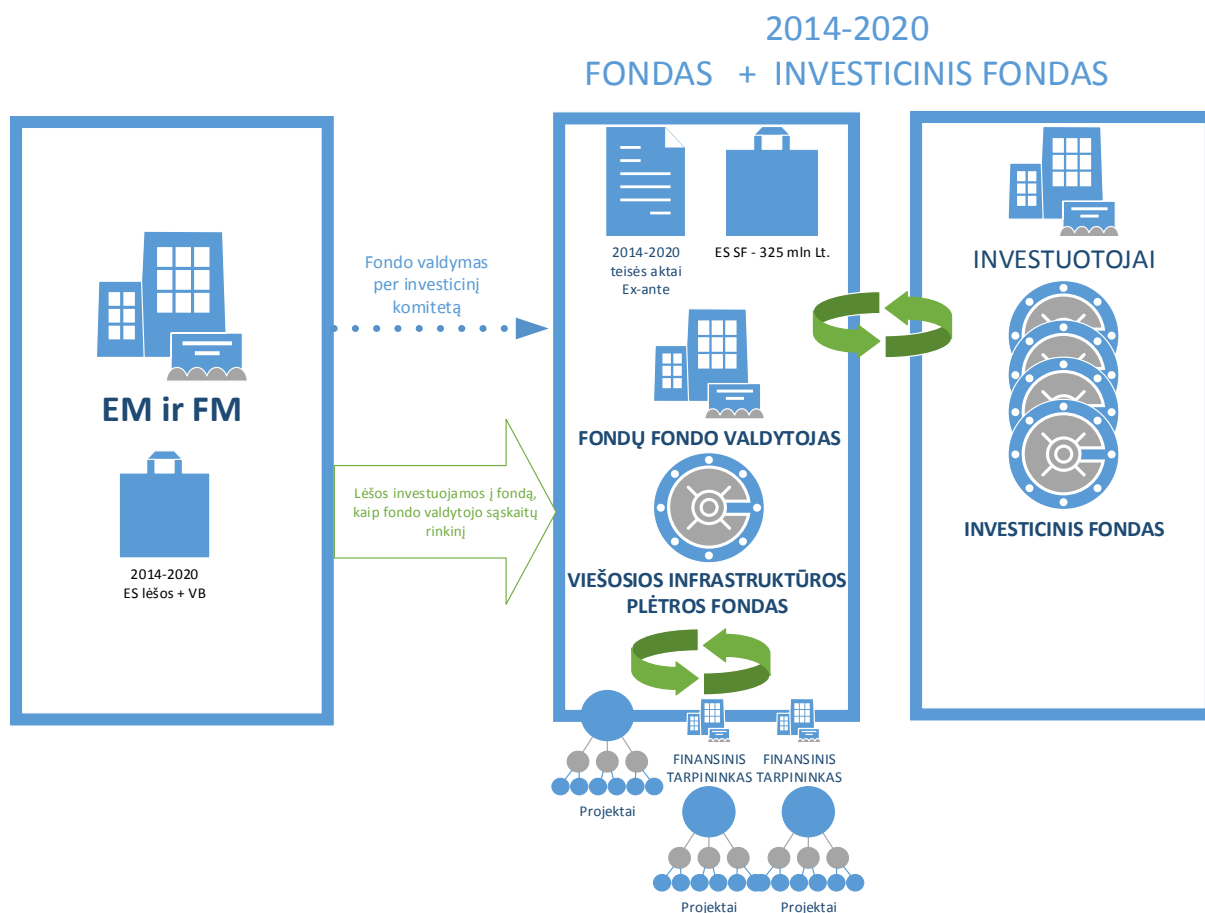 2014-2020
FONDAS + INVESTICINIS FONDAS
EM ir FM
2014-2020
ES lėšos + VB
Fondo valdymas
per investicinį
komitetą
Lėšos investuojamos į fondą,
kaip fondo valdytojo sąskaitų
rinkinį
2014-2020
teisės aktai
Ex-ante
ES SF - 325 mln Lt.
FONDŲ FONDO VALDYTOJAS
VIEŠOSIOS INFRASTRUKTŪROS
PLĖTROS FONDAS
INVESTUOTOJAI
INVESTICINIS FONDAS
Projektai
FINANSINIS
TARPININKAS
Projektai
FINANSINIS
TARPININKAS
Projektai